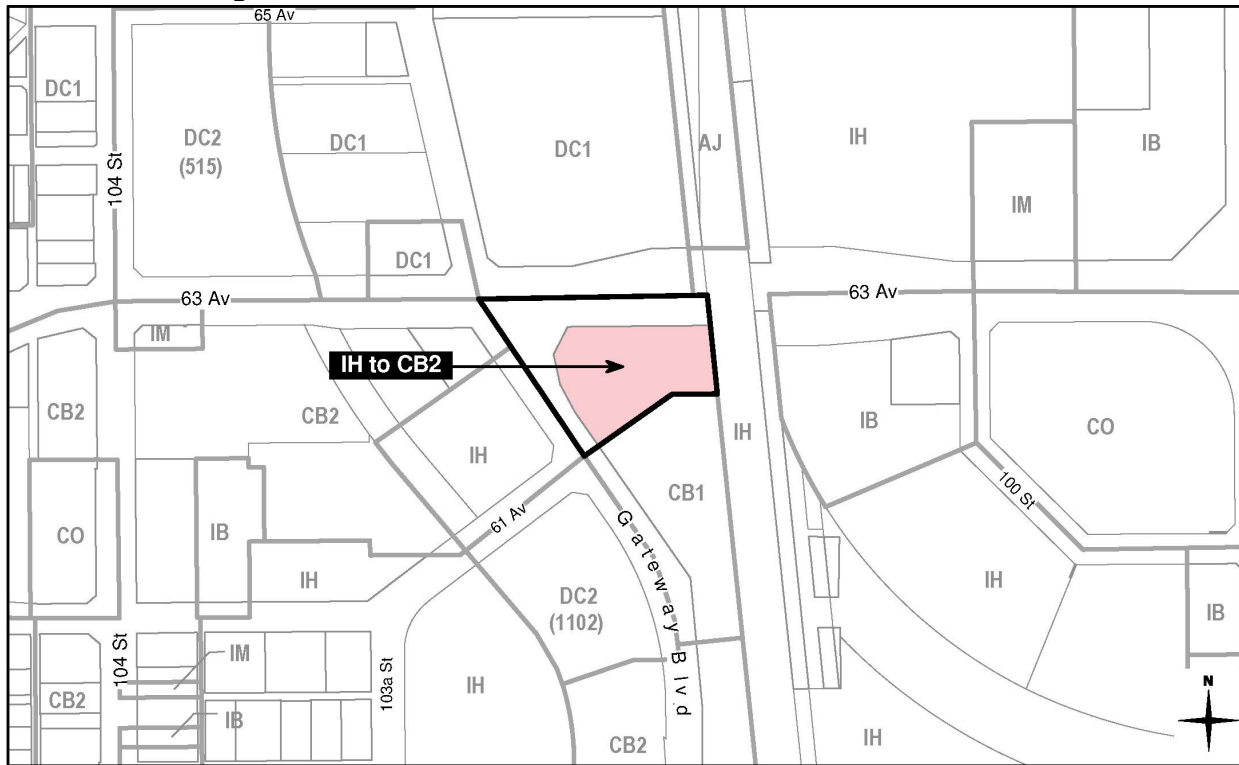 65 Av
DC1
DC2
(515)
DC1
DC1
AJ
IH
IB
104 St
IM
DC1
63 Av
63 Av
IM
IH to CB2
CB2
CB2
IH
IH
IB
CO
CB1
100 St
61 Av
CO
IB
IH
Gateway Blvd
IH
DC2
(1102)
IB
104 St
IM
103a St
IH
CB2
IB
CB2
IH
N